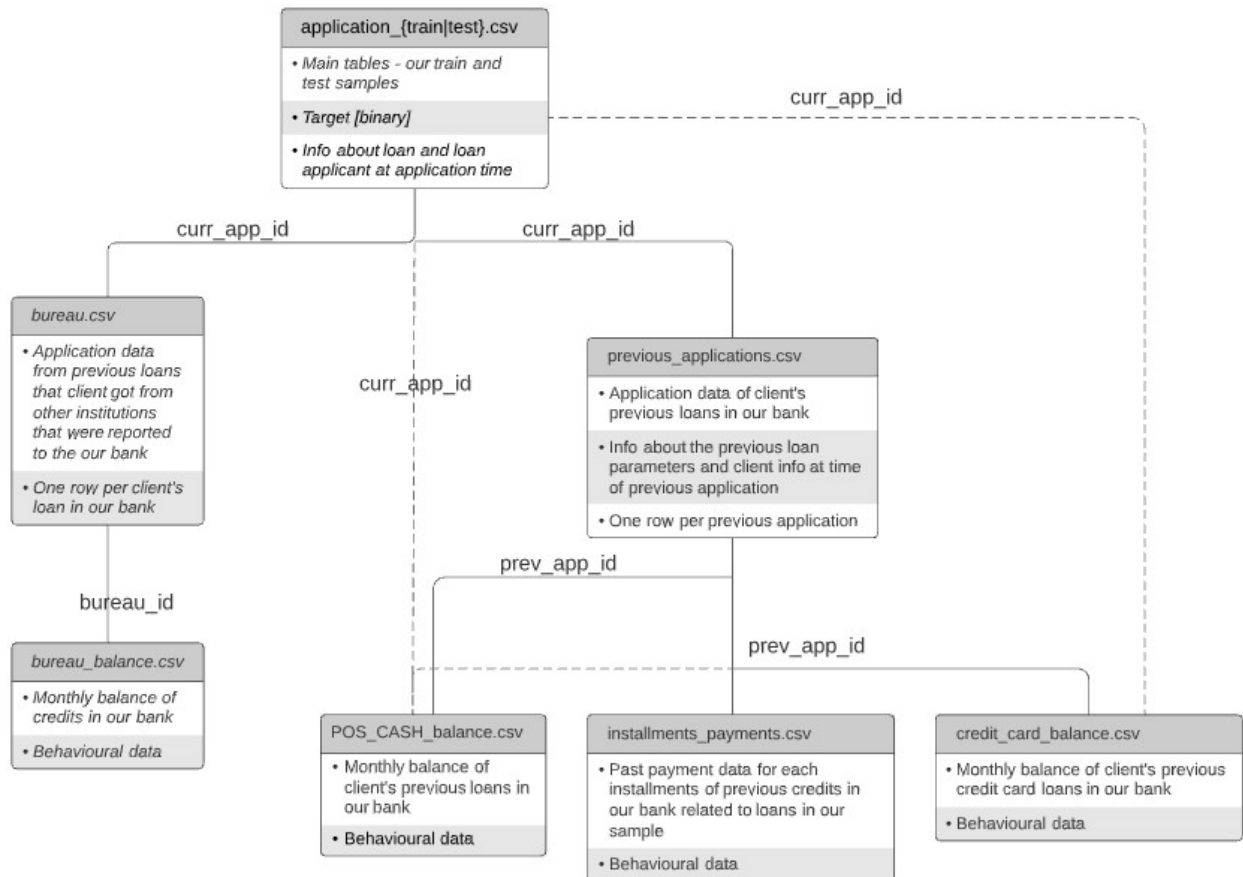 application_{train|test}.csv
• Main tables - our train and
test samples
• Target [binary]
• Info about loan and loan
applicant at application time
curr_app_id
curr_app_id
curr_app_id
curr_app_id
bureau.csv
• Application data
from previous loans
that client got from
other institutions
that were reported
to the our bank
• One row per client's
loan in our bank
previous_applications.csv
• Application data of client's
previous loans in our bank
• Info about the previous loan
parameters and client info at time
of previous application
• One row per previous application
prev_app_id
bureau_id
prev_app_id
bureau_balance.csv
• Monthly balance of
credits in our bank
• Behavioural data
POS_CASH_balance.csv
• Monthly balance of
client's previous loans in
our bank
• Behavioural data
installments_payments.csv
• Past payment data for each
installments of previous credits in
our bank related to loans in our
sample
• Behavioural data
credit_card_balance.csv
• Monthly balance of client's previous
credit card loans in our bank
• Behavioural data